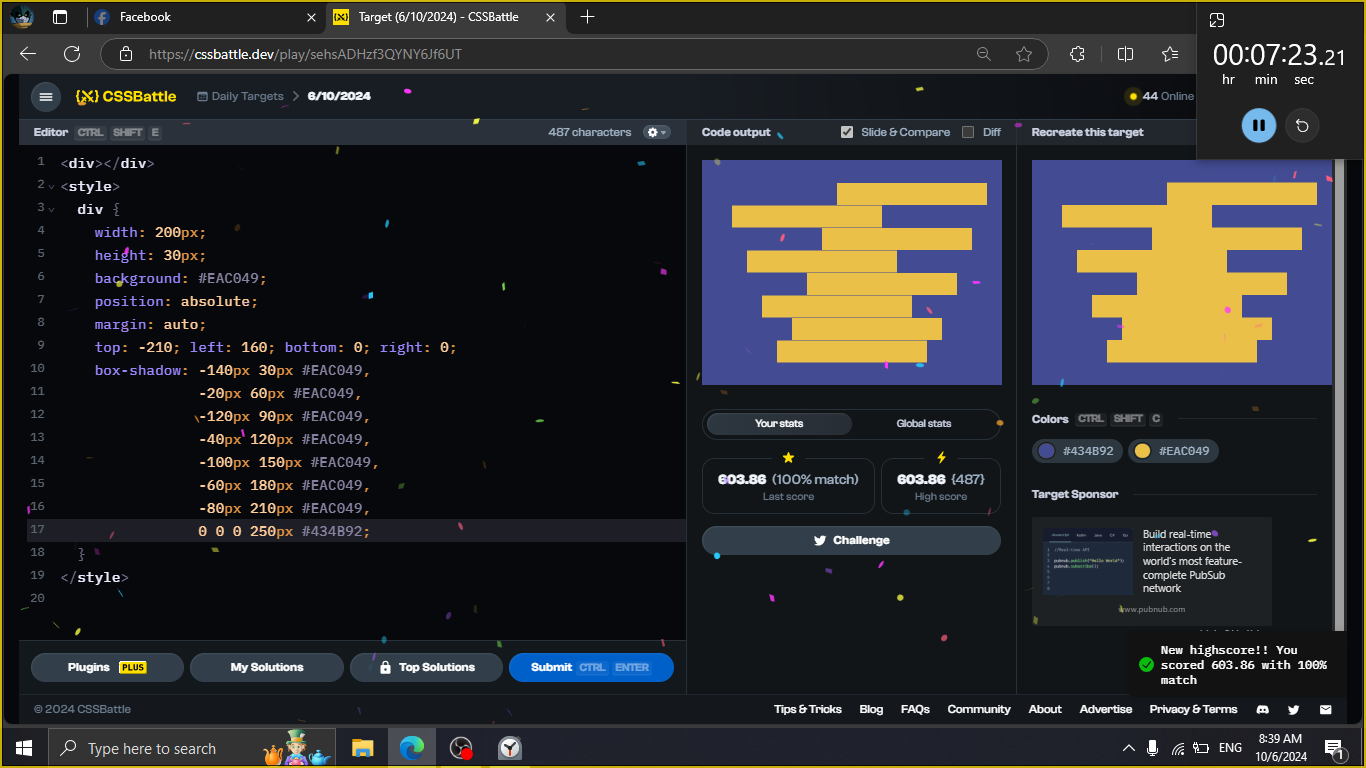 Facebook
Target (6/10/2024) - CSSBattle
https://cssbattle.dev/play/sehsADHzf3QYNY6Jf6UT
00:07:23.21
hr min sec
CSSBattle
Daily Targets
6/10/2024
44 Online
Editor CTRL SHIFT E
487 characters
Code output
Slide & Compare
Diff
Recreate this target
1 <div></div>
2 <style>
3 div {
4 width: 200px;
5 height: 30px;
6 background: #EAC049;
7 position: absolute;
8 margin: auto;
9 top: -210; left: 160; bottom: 0; right: 0;
10 box-shadow: -140px 30px #EAC049,
11 -20px 60px #EAC049,
12 -120px 90px #EAC049,
13 -40px 120px #EAC049,
14 -100px 150px #EAC049,
15 -60px 180px #EAC049,
16 -80px 210px #EAC049,
17 0 0 0 250px #434B92;
18 }
19 </style>
20
Your stats
Global stats
603.86 (100% match)
Last score
603.86 {487}
High score
Challenge
Colors CTRL SHIFT C
#434B92
#EAC049
Target Sponsor
Build real-time
interactions on the
world's most feature-
complete PubSub
network
www.pubnub.com
New highscore!! You
scored 603.86 with 100%
match
Plugins PLUS
My Solutions
Top Solutions
Submit CTRL ENTER
© 2024 CSSBattle
Tips & Tricks
Blog
FAQs
Community
About
Advertise
Privacy & Terms
Type here to search
ENG
8:39 AM
10/6/2024
1